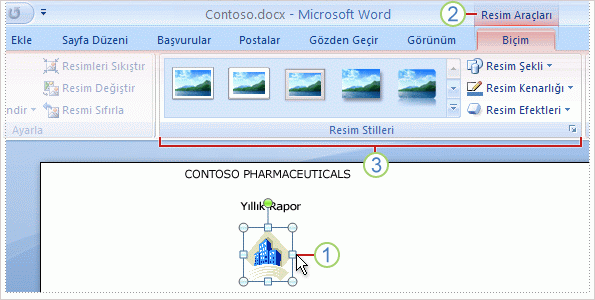 Contoso.docx - Microsoft Word
2 Resim Araçları
Ekle Sayfa Düzeni Başvurular Postalar Gözden Geçir Görünüm Biçim
Resimleri Sıkıştır
Resim Değiştir
ndir Resmi Sıfırla
Ayarla
Resim Şekli
Resim Kenarlığı
Resim Efektleri
Resim Stilleri
3
CONTOSO PHARMACEUTICALS
Yıllık Rapor
1